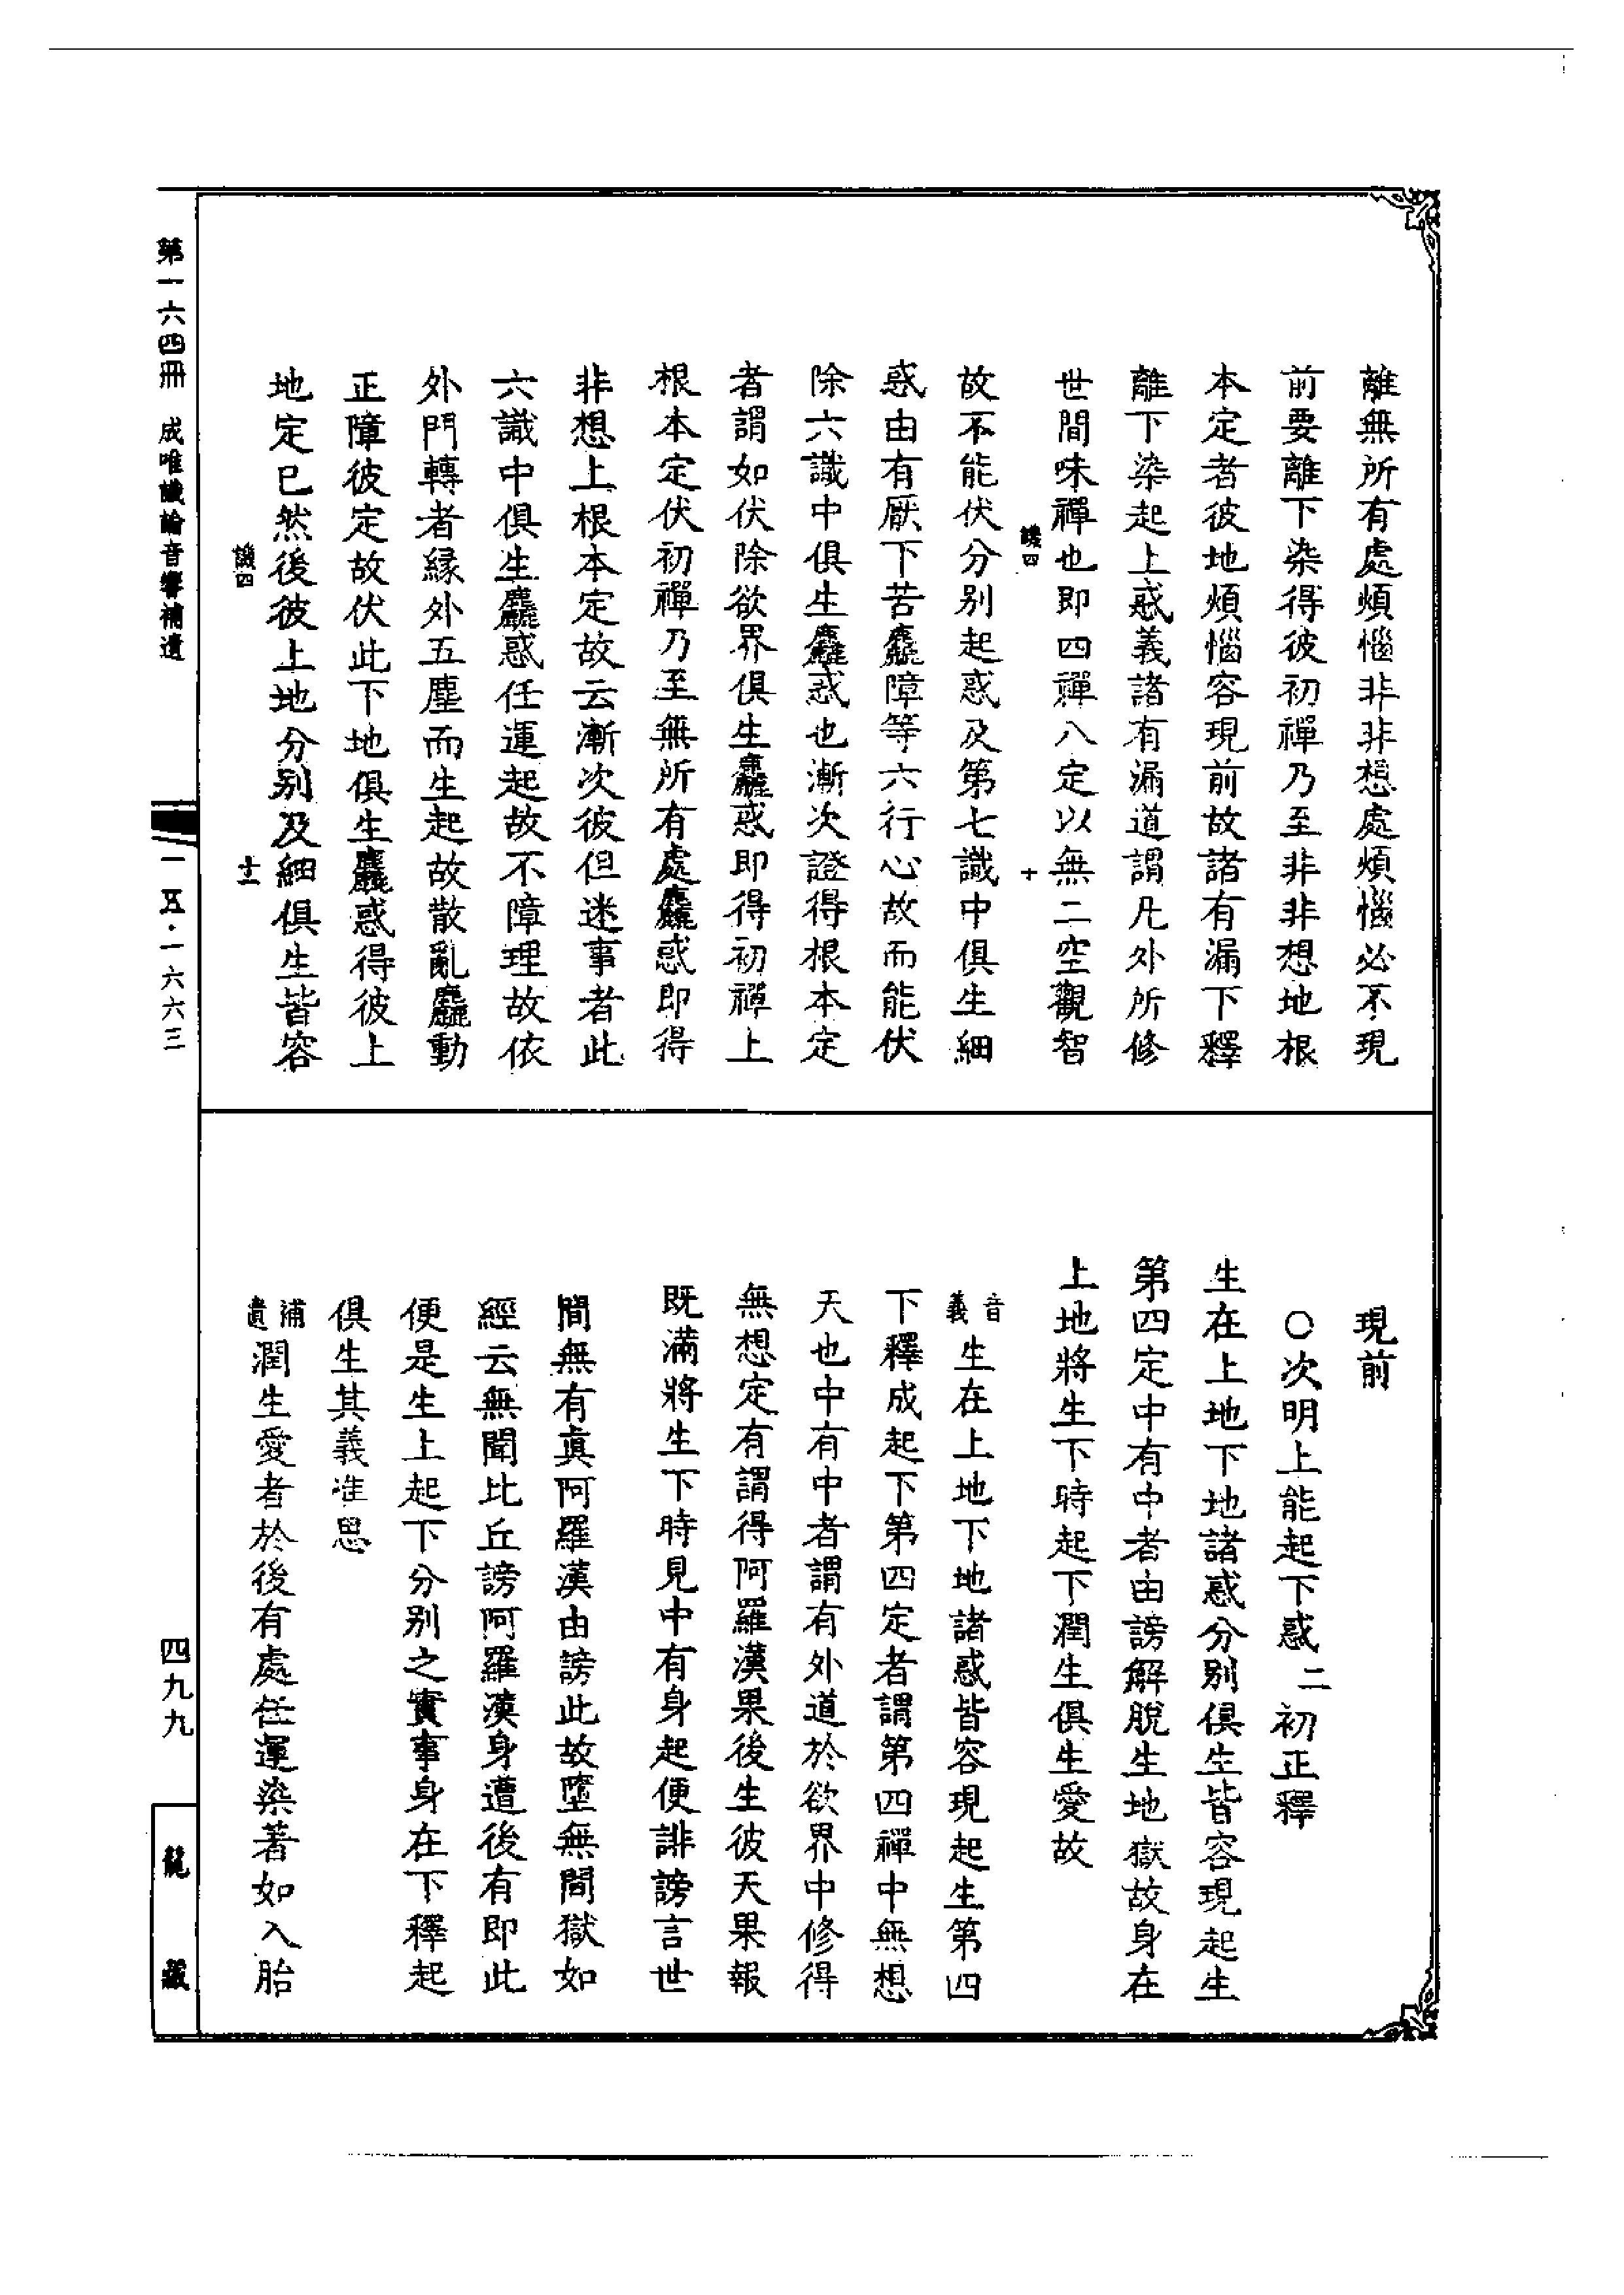 離無所有處煩惱非非想處煩惱必不現
前要離下染得彼初禪乃至非非想地根
本定者彼地煩惱容現前故諸有漏下釋
離下染起上惑義諸有漏道謂凡外所修
世間味禪也即四禪八定以無二空觀智
譏四
十
故不能伏分別起惑及第七識中俱生細
惑由有厭下苦麤障等六行心故而能伏
除六識中俱生麤惑也漸次證得根本定
者謂如伏除欲界俱生麤惑即得初禪上
根本定伏初禪乃至無所有處麤惑即得
非想上根本定故云漸次彼但迷事者此
六識中俱生麤惑任運起故不障理故依
外門轉者緣外五塵而生起故散亂麤動
正障彼定故伏此下地俱生麤惑得彼上
地定已然後彼上地分別及細俱生皆容
譏四
十一
現前
○次明上能起下惑二初正釋
生在上地下地諸惑分別俱生皆容現起生
第四定中有中者由謗解脫生地獄故身在
上地將生下時起下潤生俱生愛故
音義
生在上地下地諸惑皆容現起生第四
下釋成起下第四定者謂第四禪中無想
天也中有中者謂有外道於欲界中修得
無想定有謂得阿羅漢果後生彼天果報
既滿將生下時見中有身起便誹謗言世
間無有真阿羅漢由謗此故墮無間獄如
經云無聞比丘謗阿羅漢身遭後有即此
便是生上起下分別之實事身在下釋起
俱生其義准思
補遺
潤生愛者於後有處任運染著如入胎
第一六四冊 成唯識論音響補遺
一五·一六六三
四九九
龍藏